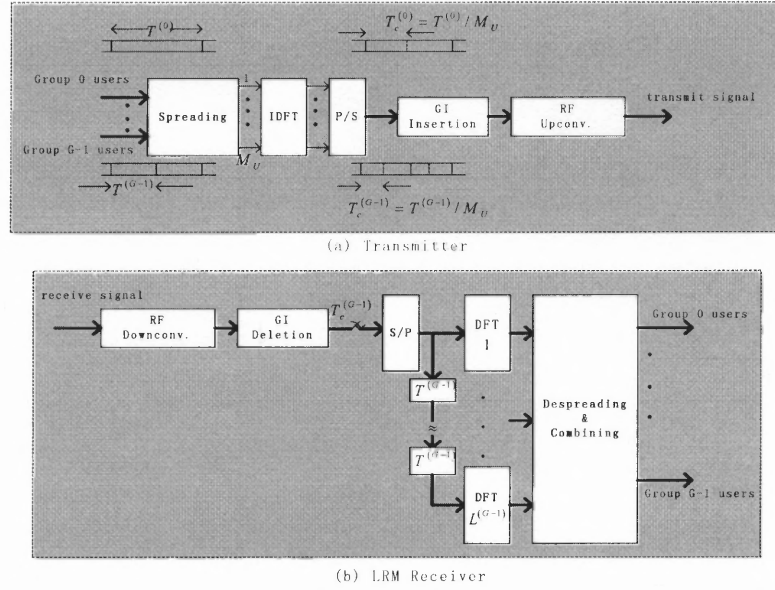 T^(0)
T_c^(0) = T^(0) / M_U
Group 0 users
Spreading
1
IDFT
P/S
GI
Insertion
RF
Upconv.
transmit signal
Group G-1 users
M_U
T^(G-1)
T_c^(G-1) = T^(G-1) / M_U
(a) Transmitter
receive signal
RF
Downconv.
GI
Deletion
T_c^(G-1)
S/P
DFT
1
Group 0 users
T^(G-1)
Despreading
&
Combining
T^(G-1)
≈
DFT
L^(G-1)
Group G-1 users
(b) LRM Receiver